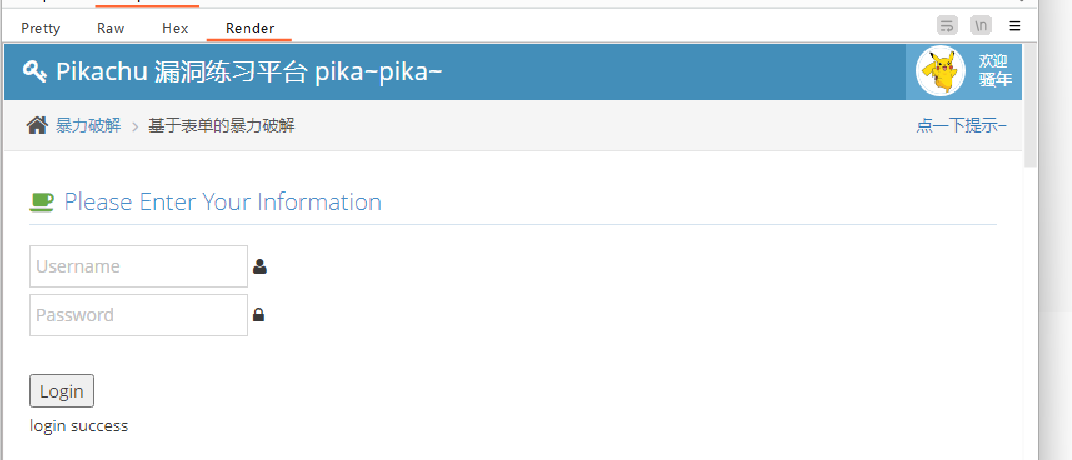 Pretty Raw Hex Render \n
Pikachu 漏洞练习平台 pika~pika~
欢迎
骚年
暴力破解 > 基于表单的暴力破解 点一下提示~
Please Enter Your Information
Username
Password
Login
login success